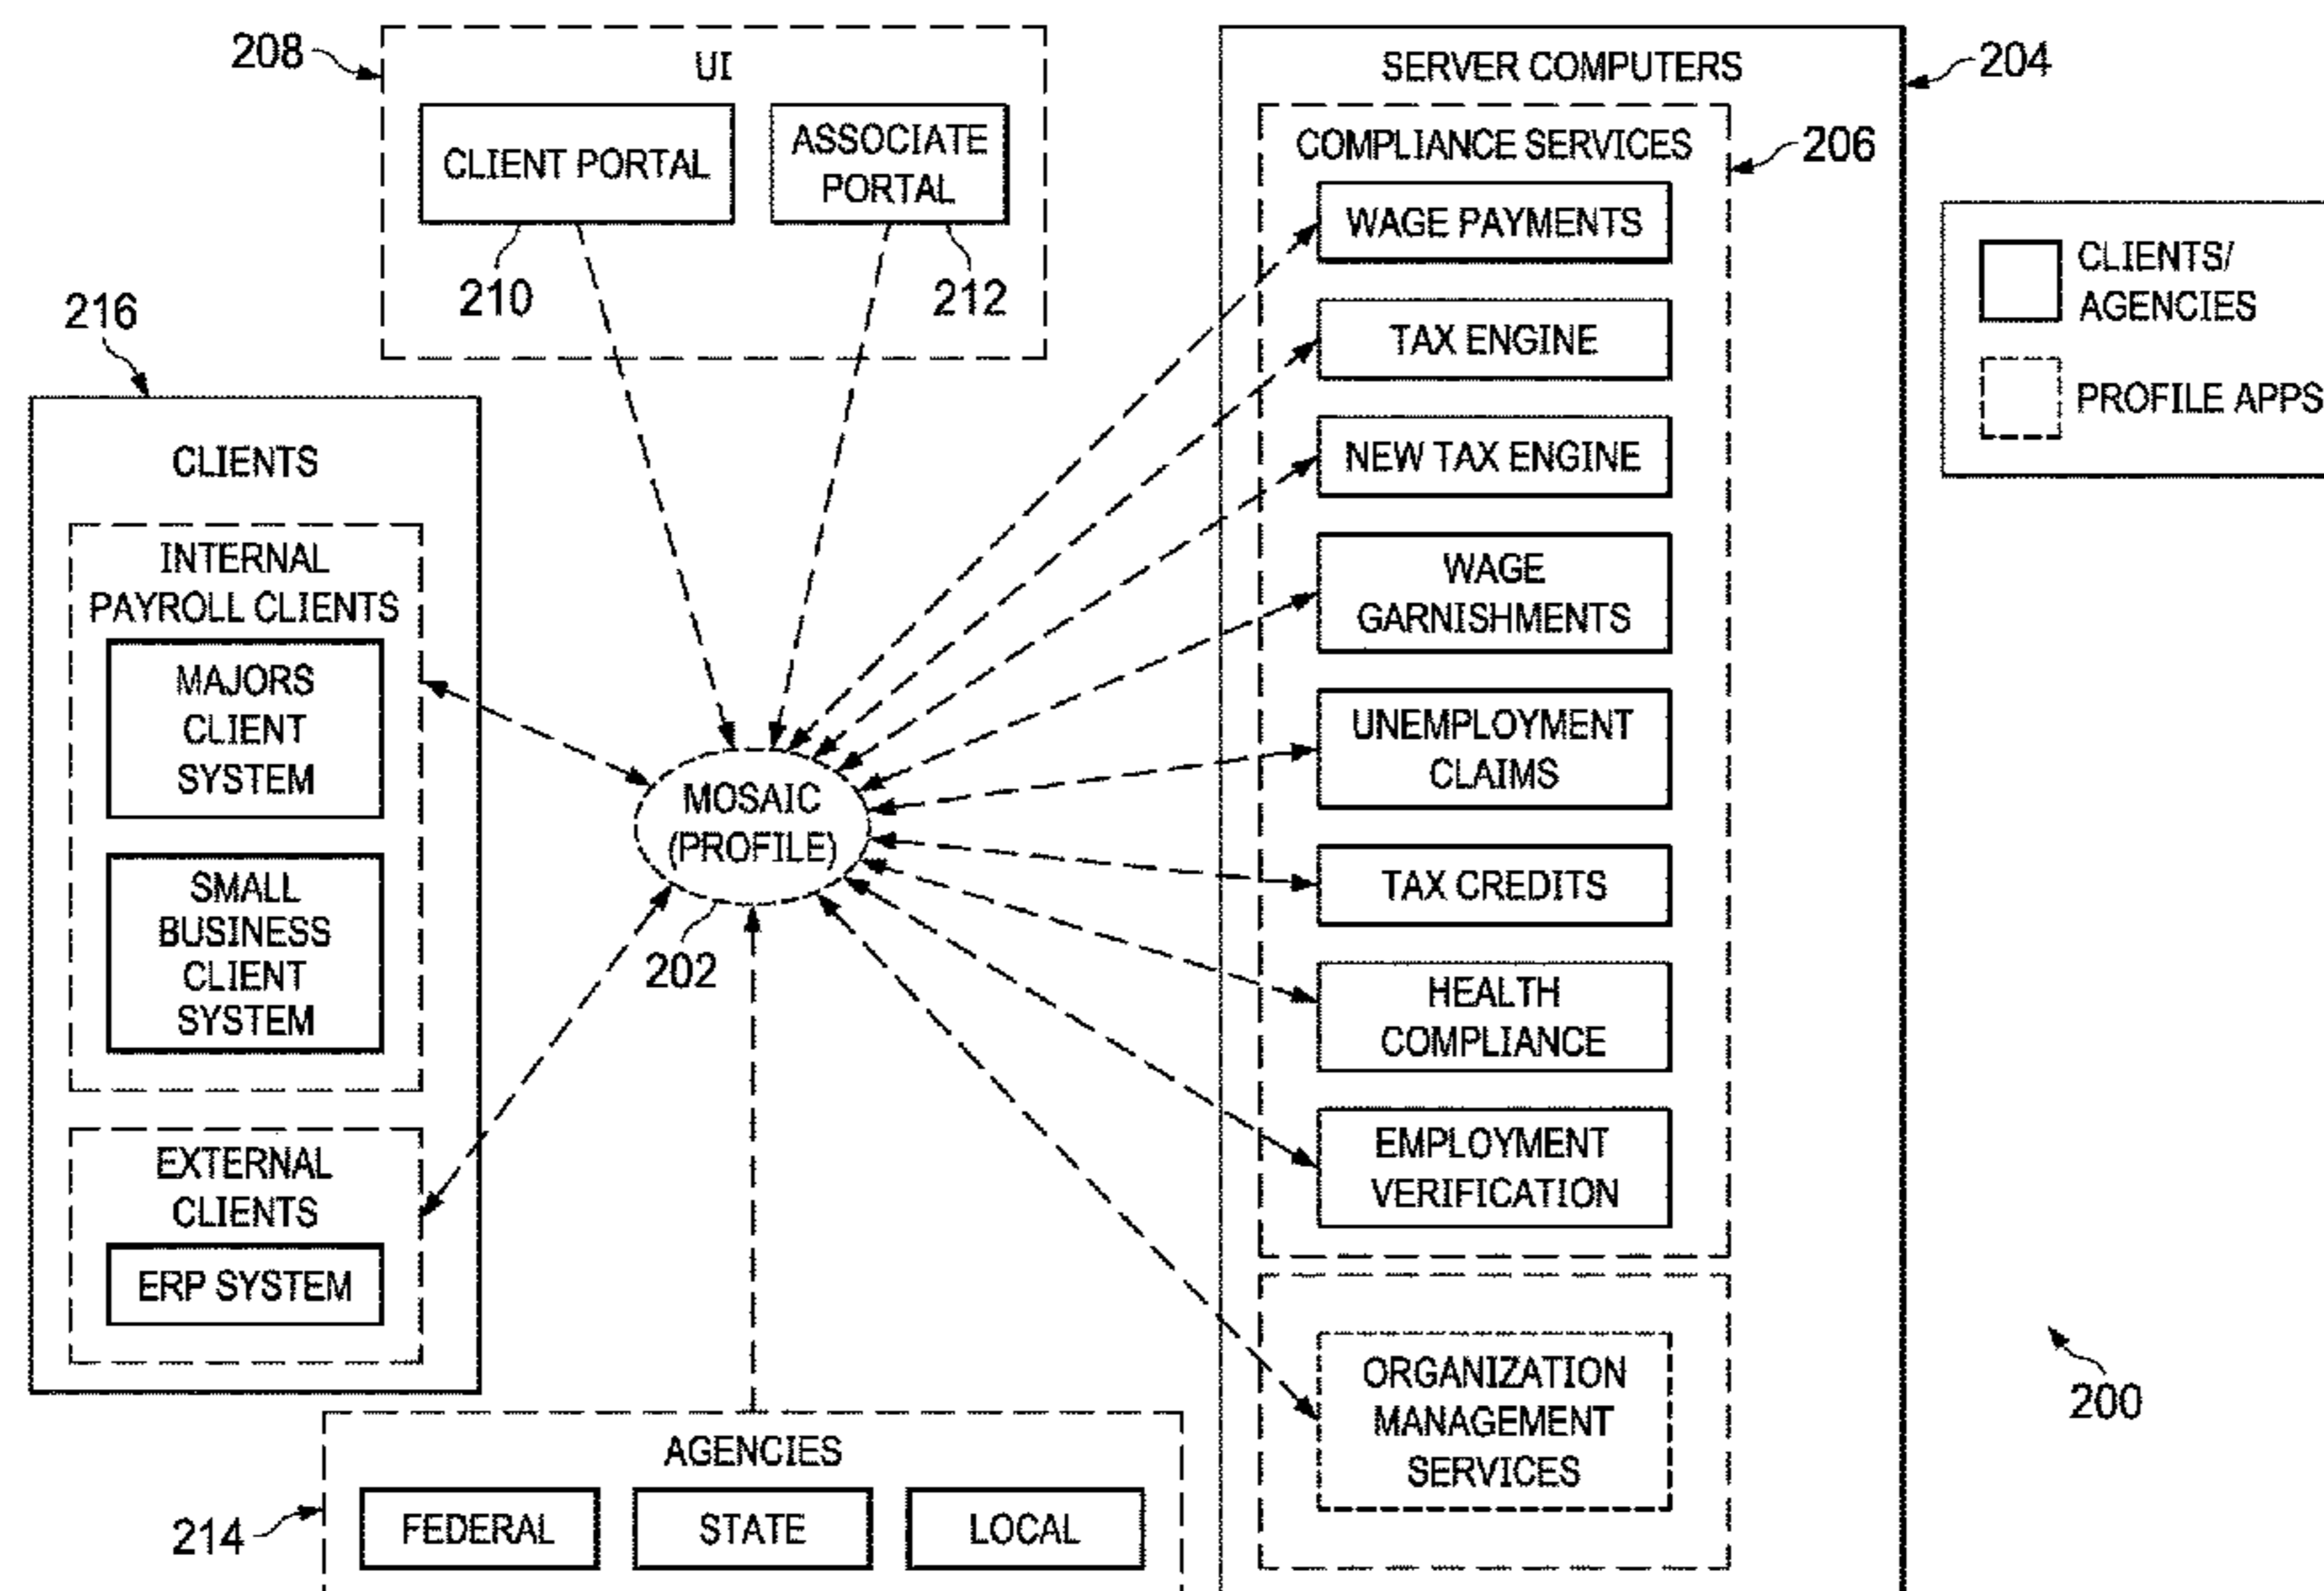 208
UI
CLIENT PORTAL
ASSOCIATE
PORTAL
210
212
SERVER COMPUTERS
204
COMPLIANCE SERVICES
206
WAGE PAYMENTS
TAX ENGINE
NEW TAX ENGINE
WAGE
GARNISHMENTS
UNEMPLOYMENT
CLAIMS
TAX CREDITS
HEALTH
COMPLIANCE
EMPLOYMENT
VERIFICATION
ORGANIZATION
MANAGEMENT
SERVICES
CLIENTS/
AGENCIES
PROFILE APPS
216
CLIENTS
INTERNAL
PAYROLL CLIENTS
MAJORS
CLIENT
SYSTEM
SMALL
BUSINESS
CLIENT
SYSTEM
EXTERNAL
CLIENTS
ERP SYSTEM
MOSAIC
(PROFILE)
202
200
AGENCIES
214
FEDERAL
STATE
LOCAL